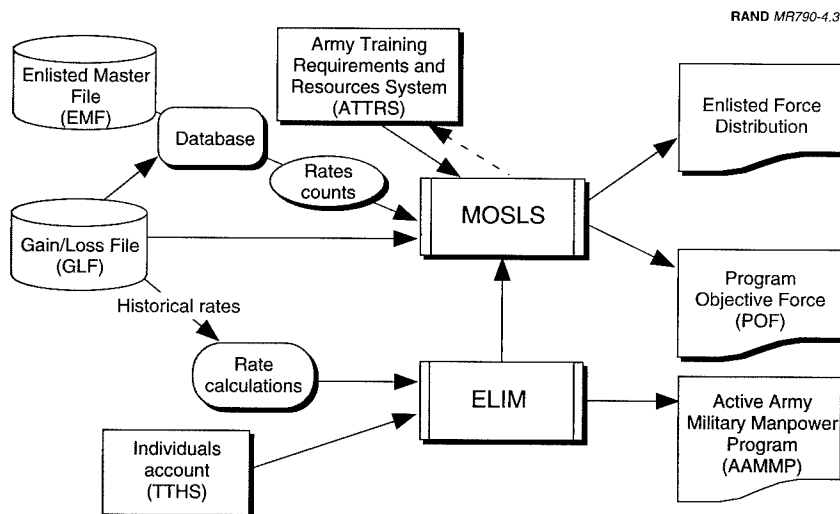 RAND MR790-4.3
Enlisted Master
File
(EMF)
Army Training
Requirements and
Resources System
(ATTRS)
Enlisted Force
Distribution
Database
Rates
counts
MOSLS
Gain/Loss File
(GLF)
Program
Objective Force
(POF)
Historical rates
Rate
calculations
ELIM
Active Army
Military Manpower
Program
(AAMMP)
Individuals
account
(TTHS)